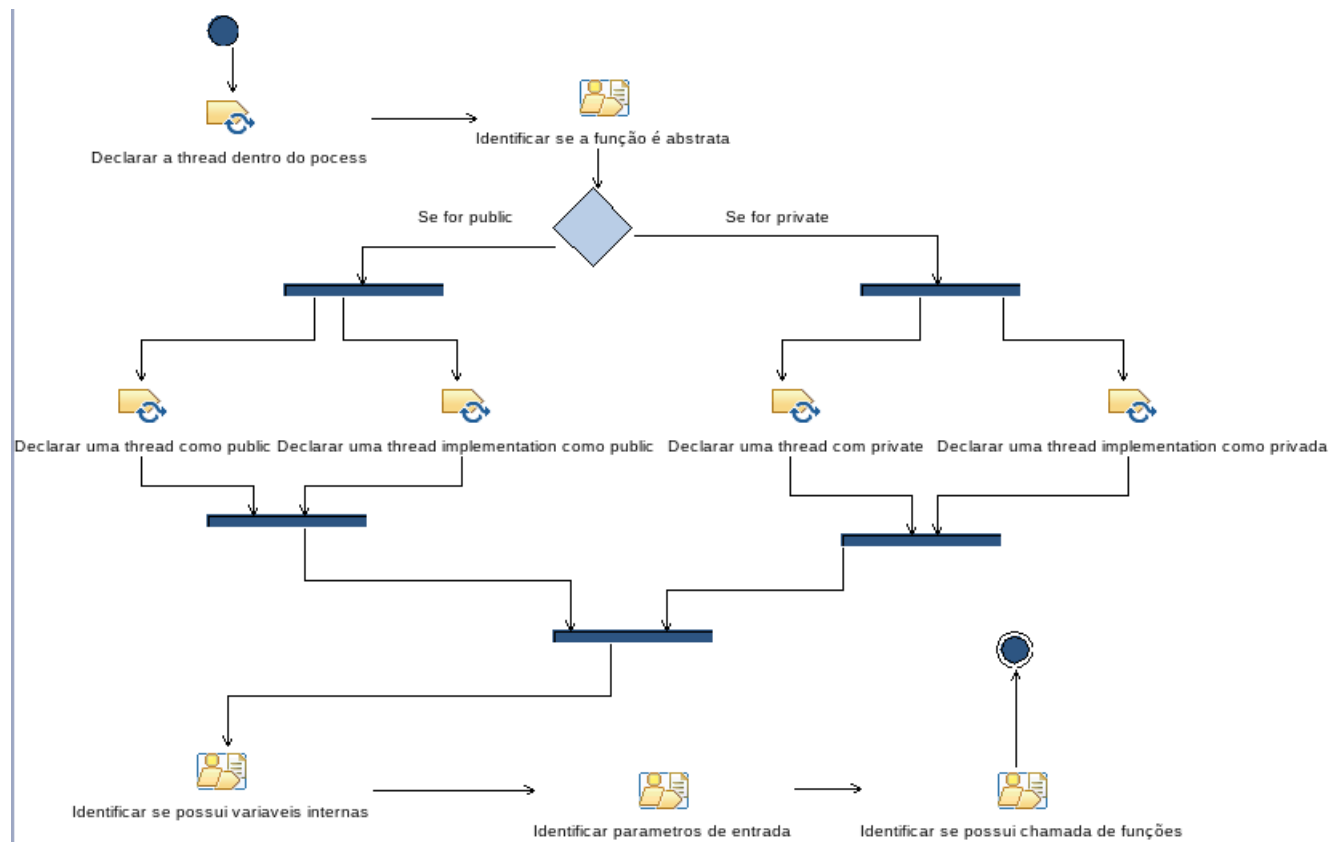 Declarar a thread dentro do pocess
Identificar se a função é abstrata
Se for public
Se for private
Declarar uma thread como public
Declarar uma thread implementation como public
Declarar uma thread com private
Declarar uma thread implementation como privada
Identificar se possui variaveis internas
Identificar parametros de entrada
Identificar se possui chamada de funções